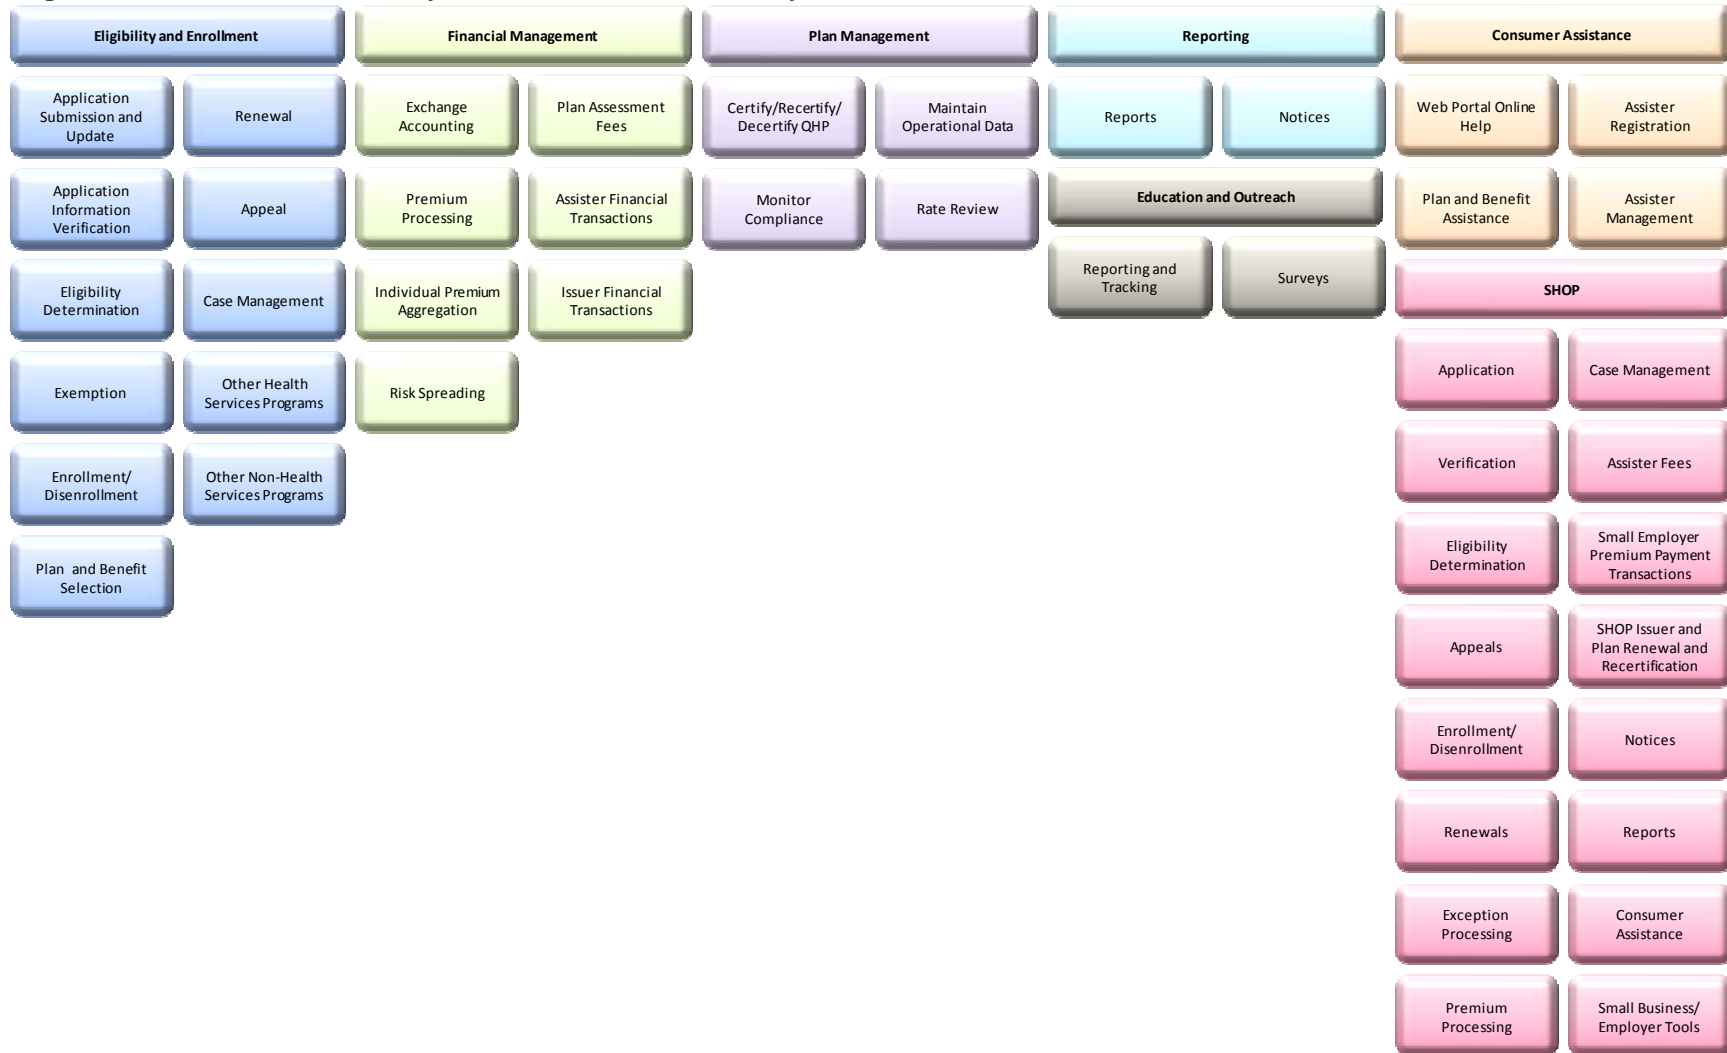 Eligibility and Enrollment
Financial Management
Plan Management
Reporting
Consumer Assistance
Application
Submission and
Update
Renewal
Exchange
Accounting
Plan Assessment
Fees
Certify/Recertify/
Decertify QHP
Maintain
Operational Data
Reports
Notices
Web Portal Online
Help
Assister
Registration
Application
Information
Verification
Appeal
Premium
Processing
Assister Financial
Transactions
Monitor
Compliance
Rate Review
Education and Outreach
Plan and Benefit
Assistance
Assister
Management
Eligibility
Determination
Case Management
Individual Premium
Aggregation
Issuer Financial
Transactions
Reporting and
Tracking
Surveys
SHOP
Exemption
Other Health
Services Programs
Risk Spreading
Application
Case Management
Enrollment/
Disenrollment
Other Non-Health
Services Programs
Verification
Assister Fees
Plan and Benefit
Selection
Eligibility
Determination
Small Employer
Premium Payment
Transactions
Appeals
SHOP Issuer and
Plan Renewal and
Recertification
Enrollment/
Disenrollment
Notices
Renewals
Reports
Exception
Processing
Consumer
Assistance
Premium
Processing
Small Business/
Employer Tools